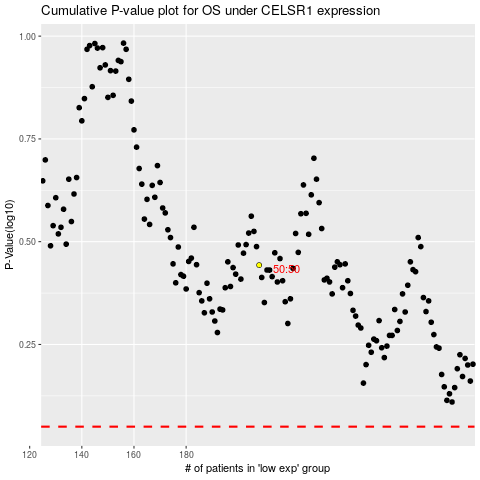 Cumulative P-value plot for OS under CELSR1 expression
1.00
0.75
0.50
0.25
P-Value(log10)
50:50
120 140 160 180
# of patients in 'low exp' group